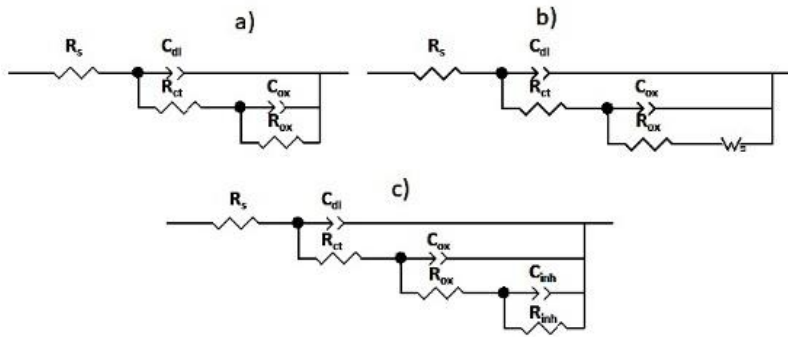 a)
b)
Rs Cdl
Rs Cdl
Rct Cox
Rct Cox
Rox
Rox Ws
c)
Rs Cdl
Rct Cox
Rox Cinh
Rinh